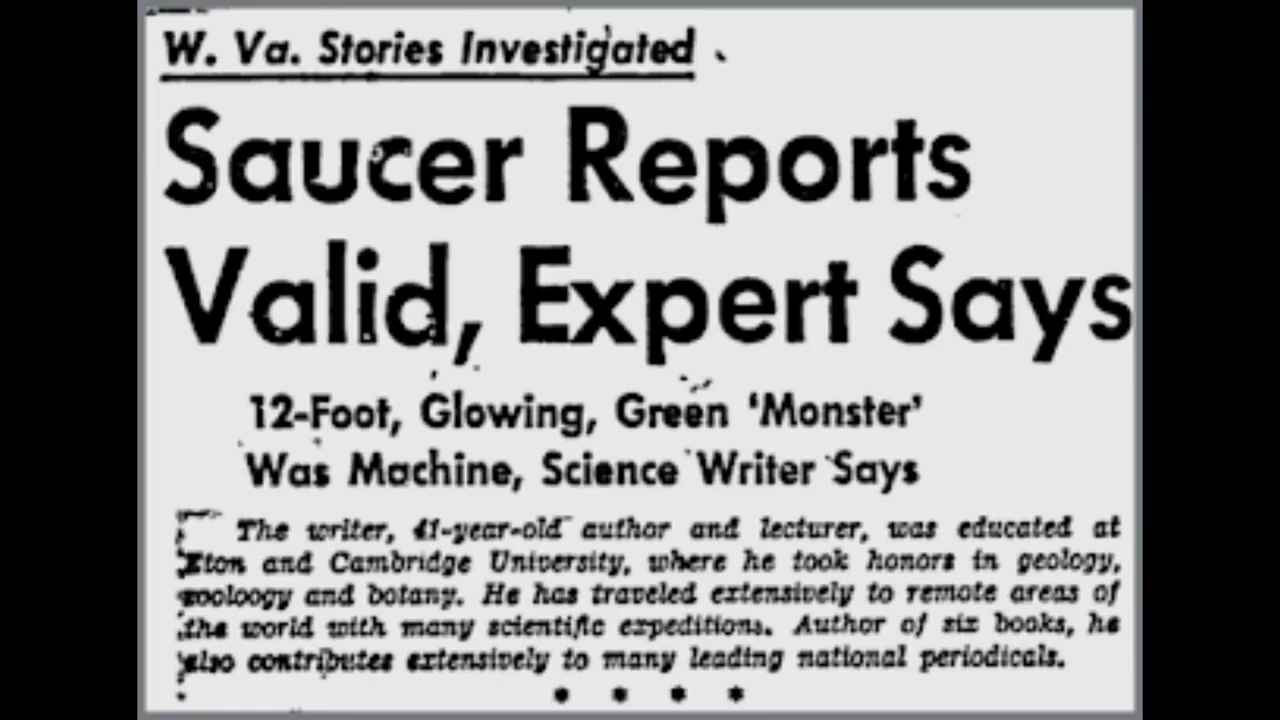 W. Va. Stories Investigated
Saucer Reports
Valid, Expert Says
12-Foot, Glowing, Green 'Monster'
Was Machine, Science Writer Says
The writer, 41-year-old author and lecturer, was educated at
Eton and Cambridge University, where he took honors in geology,
zooloogy and botany. He has traveled extensively to remote areas of
the world with many scientific expeditions. Author of six books, he
also contributes extensively to many leading national periodicals.
* * * *